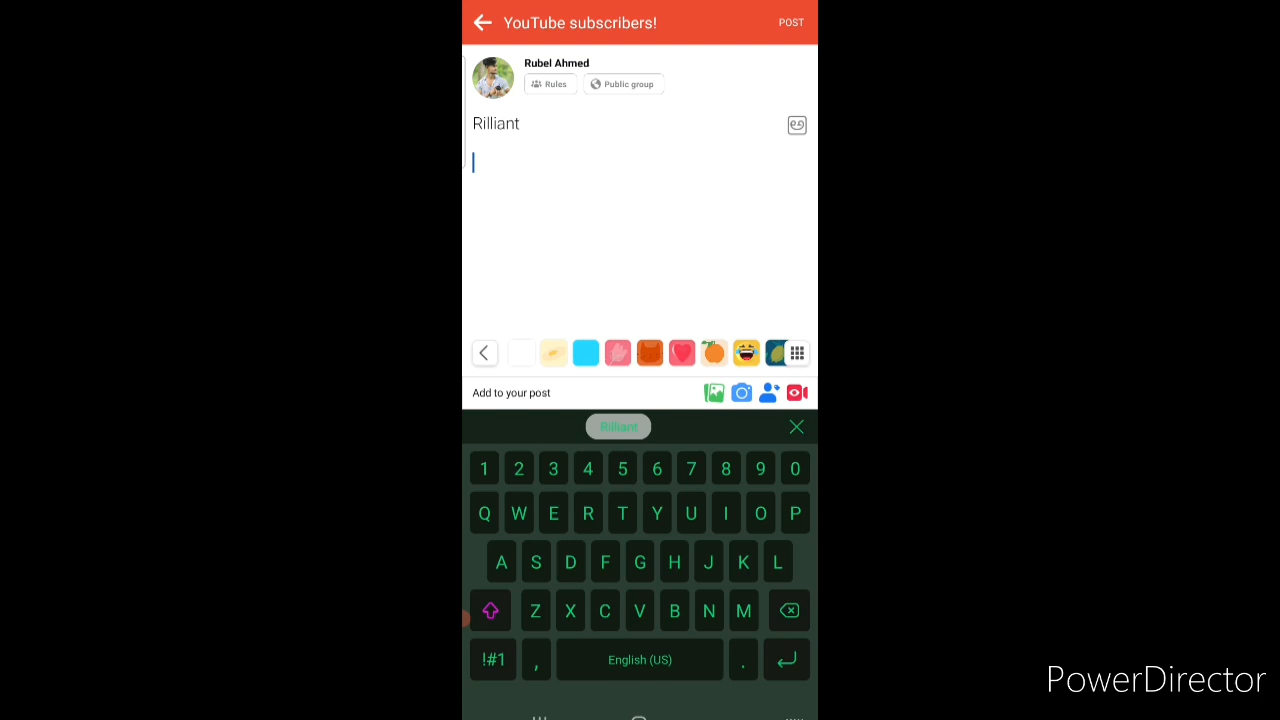 YouTube subscribers!
POST
Rubel Ahmed
Rules
Public group
Rilliant
Add to your post
Rilliant
1 2 3 4 5 6 7 8 9 0
Q W E R T Y U I O P
A S D F G H J K L
Z X C V B N M
!#1 , English (US) .
PowerDirector